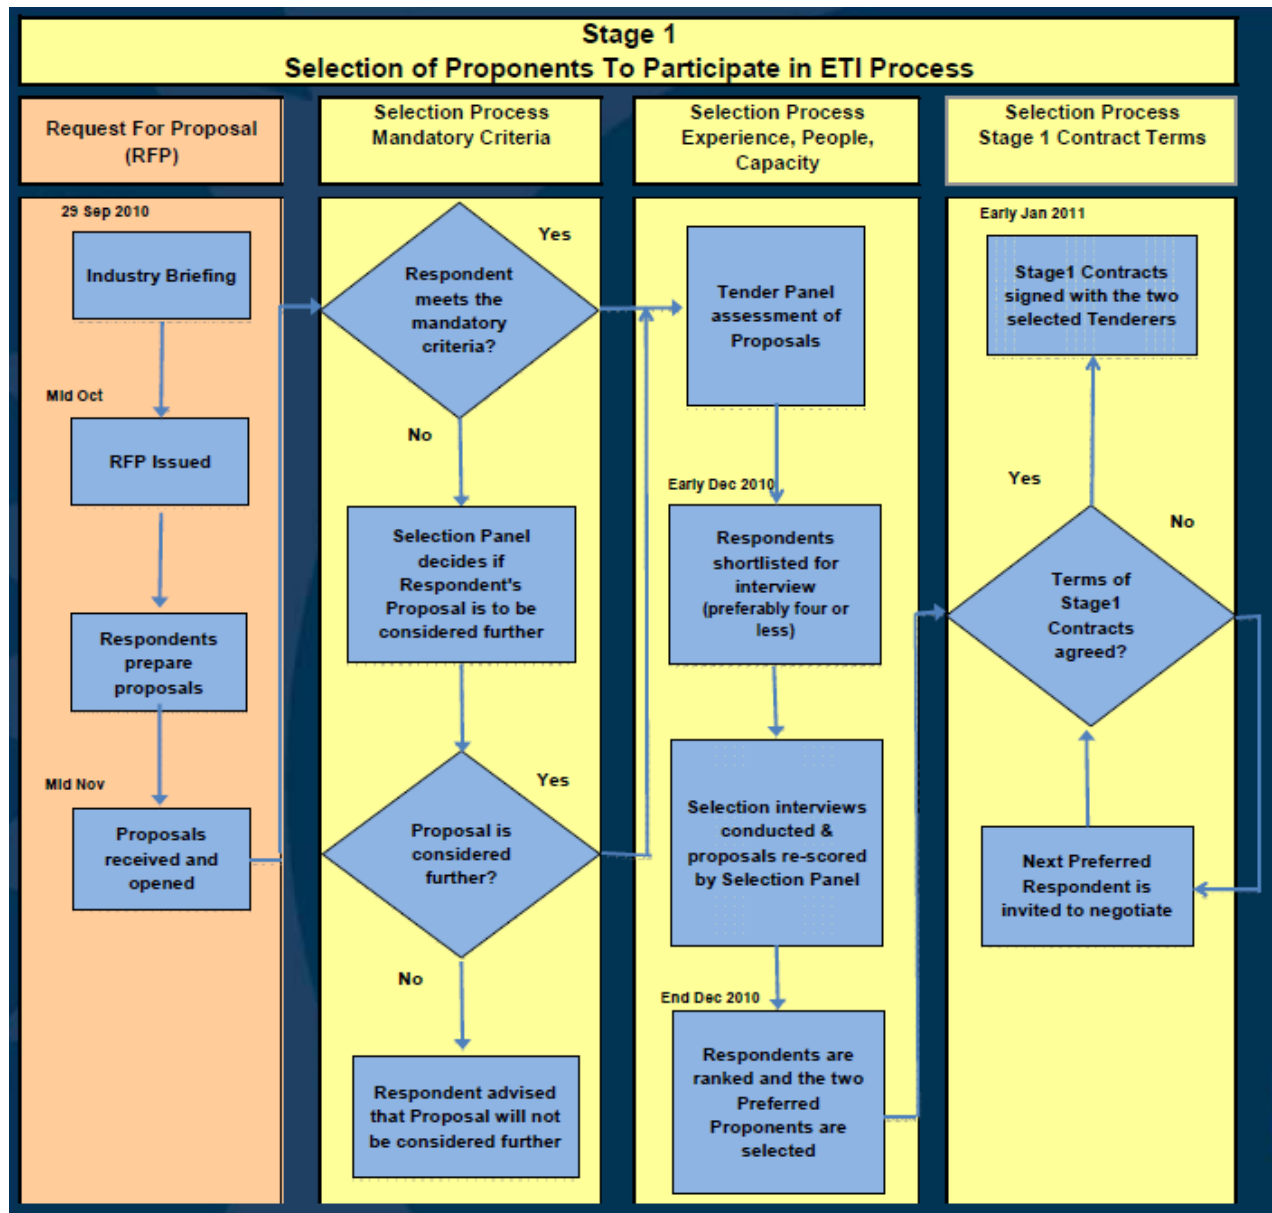 Stage 1
Selection of Proponents To Participate in ETI Process
Request For Proposal
(RFP)
Selection Process
Mandatory Criteria
Selection Process
Experience, People,
Capacity
Selection Process
Stage 1 Contract Terms
29 Sep 2010
Industry Briefing
Mid Oct
RFP Issued
Respondents
prepare
proposals
Mid Nov
Proposals
received and
opened
Yes
Respondent
meets the
mandatory
criteria?
No
Selection Panel
decides if
Respondent's
Proposal is to be
considered further
Yes
Proposal is
considered
further?
No
Respondent advised
that Proposal will not
be considered further
Tender Panel
assessment of
Proposals
Early Dec 2010
Respondents
shortlisted for
interview
(preferably four or
less)
Selection interviews
conducted &
proposals re-scored
by Selection Panel
End Dec 2010
Respondents are
ranked and the two
Preferred
Proponents are
selected
Early Jan 2011
Stage1 Contracts
signed with the two
selected Tenderers
Yes
No
Terms of
Stage1
Contracts
agreed?
Next Preferred
Respondent is
invited to negotiate